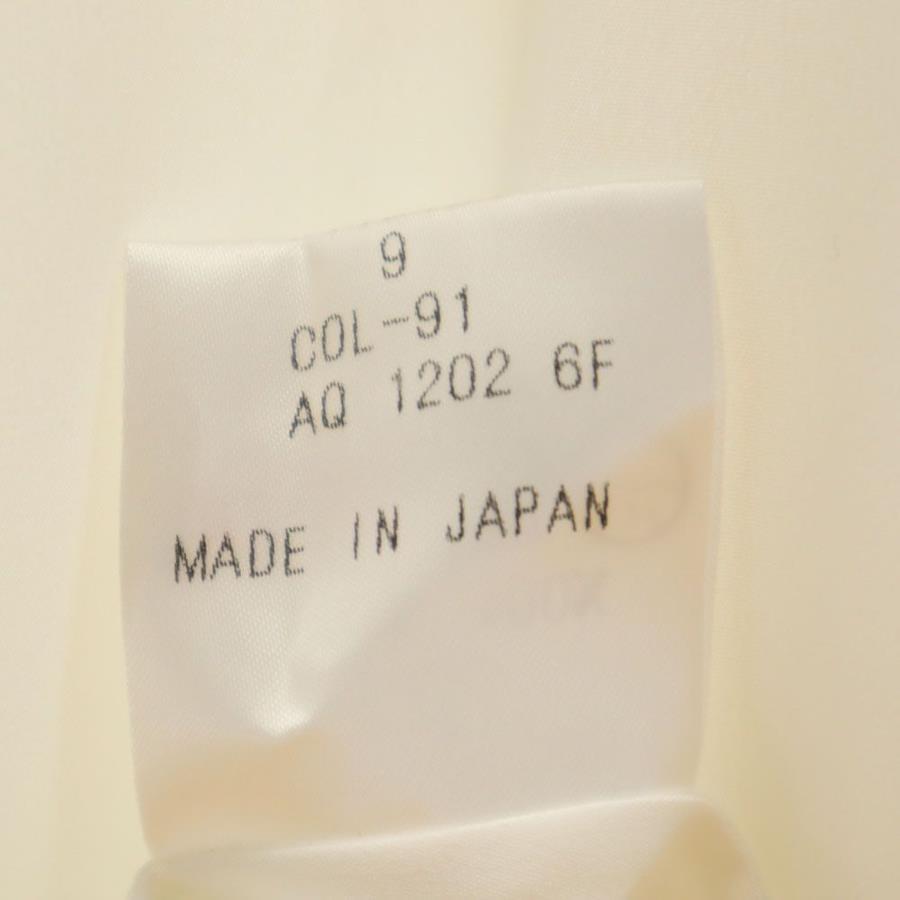 9
COL-91
AQ 1202 6F
MADE IN JAPAN